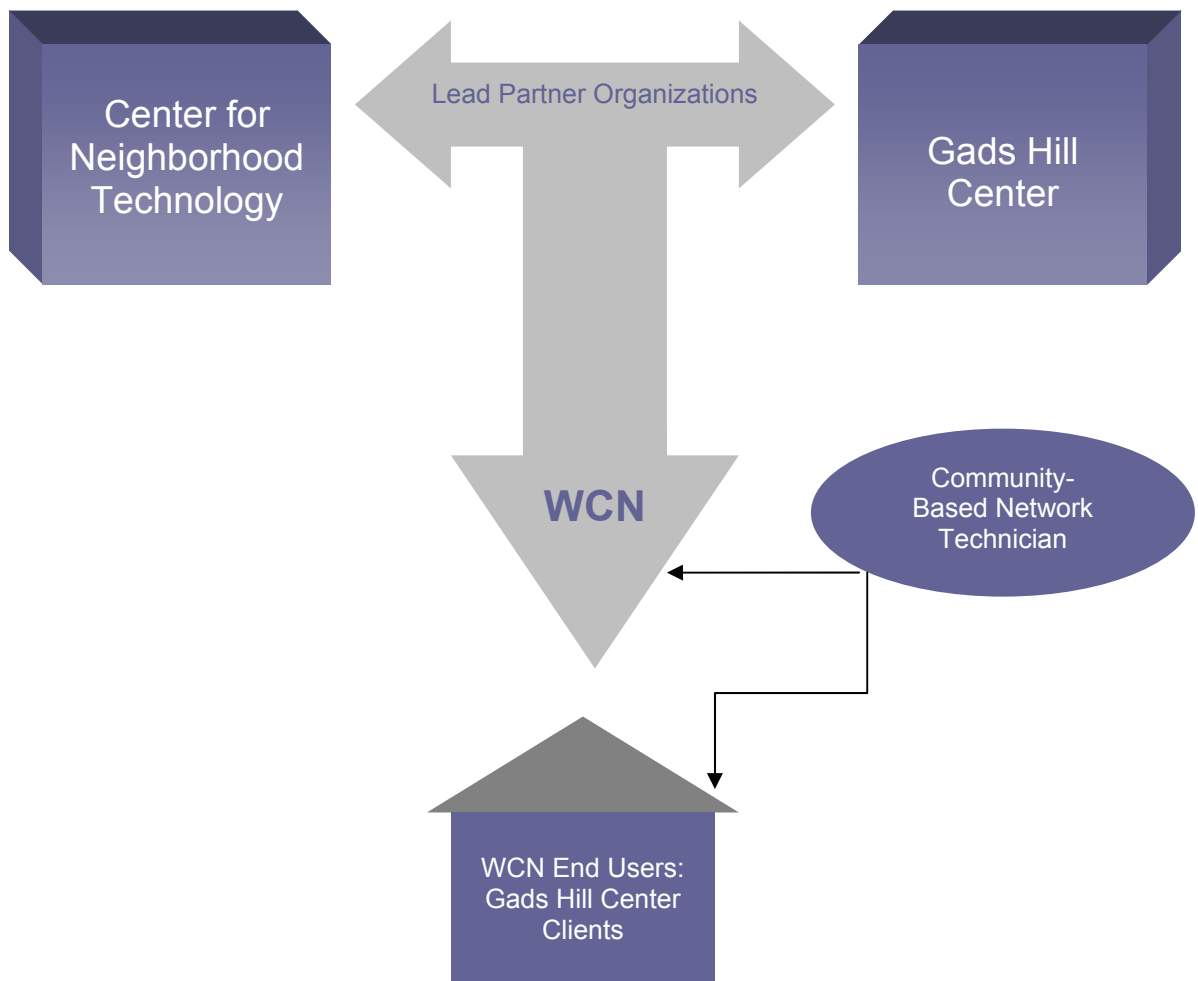 Center for
Neighborhood
Technology
Lead Partner Organizations
Gads Hill
Center
WCN
Community-
Based Network
Technician
WCN End Users:
Gads Hill Center
Clients